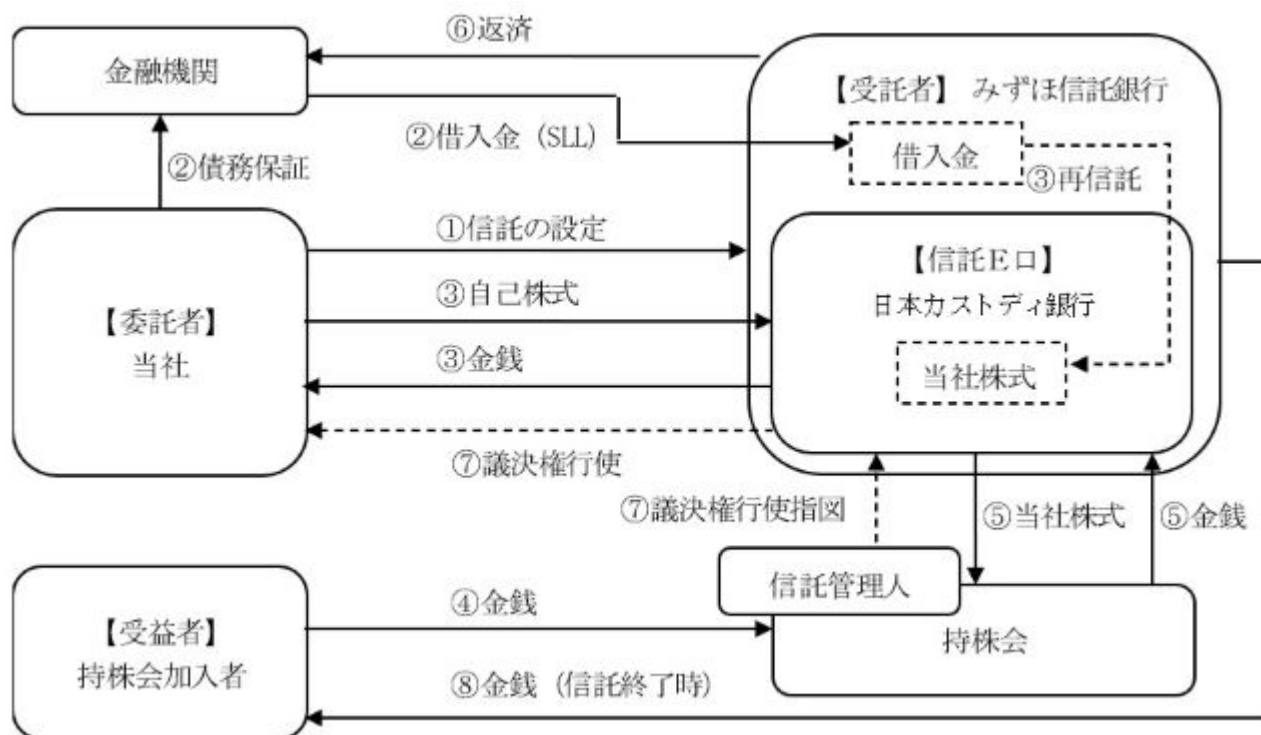 ⑥返済
金融機関
【受託者】 みずほ信託銀行
②借入金（SLL）
借入金
②債務保証
③再信託
①信託の設定
【信託Ｅ口】
③自己株式
日本カストディ銀行
【委託者】
当社
③金銭
当社株式
⑦議決権行使
⑦議決権行使指図
⑤当社株式
⑤金銭
信託管理人
④金銭
【受益者】
持株会加入者
持株会
⑧金銭（信託終了時）